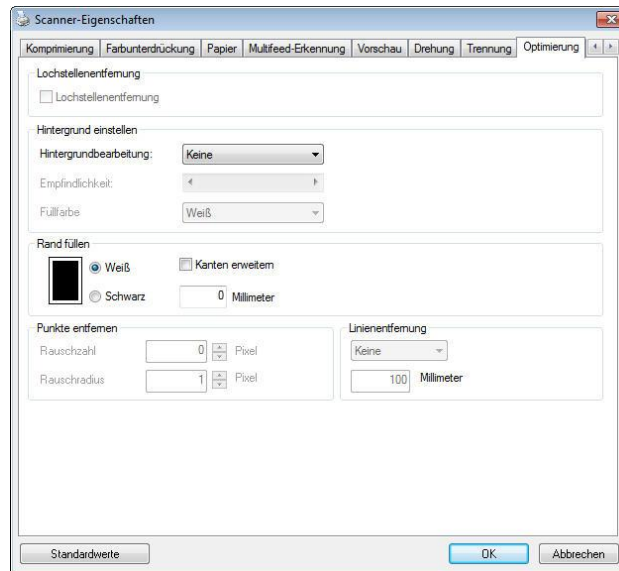 Scanner-Eigenschaften
Komprimierung Farbunterdrückung Papier Multifeed-Erkennung Vorschau Drehung Trennung Optimierung
Lochstellenentfernung
Lochstellenentfernung
Hintergrund einstellen
Hintergrundbearbeitung: Keine
Empfindlichkeit:
Füllfarbe Weiß
Rand füllen
Weiß Kanten erweitern
Schwarz 0 Millimeter
Punkte entfernen Linienentfernung
Rauschzahl 0 Pixel Keine
Rauschradius 1 Pixel 100 Millimeter
Standardwerte OK Abbrechen